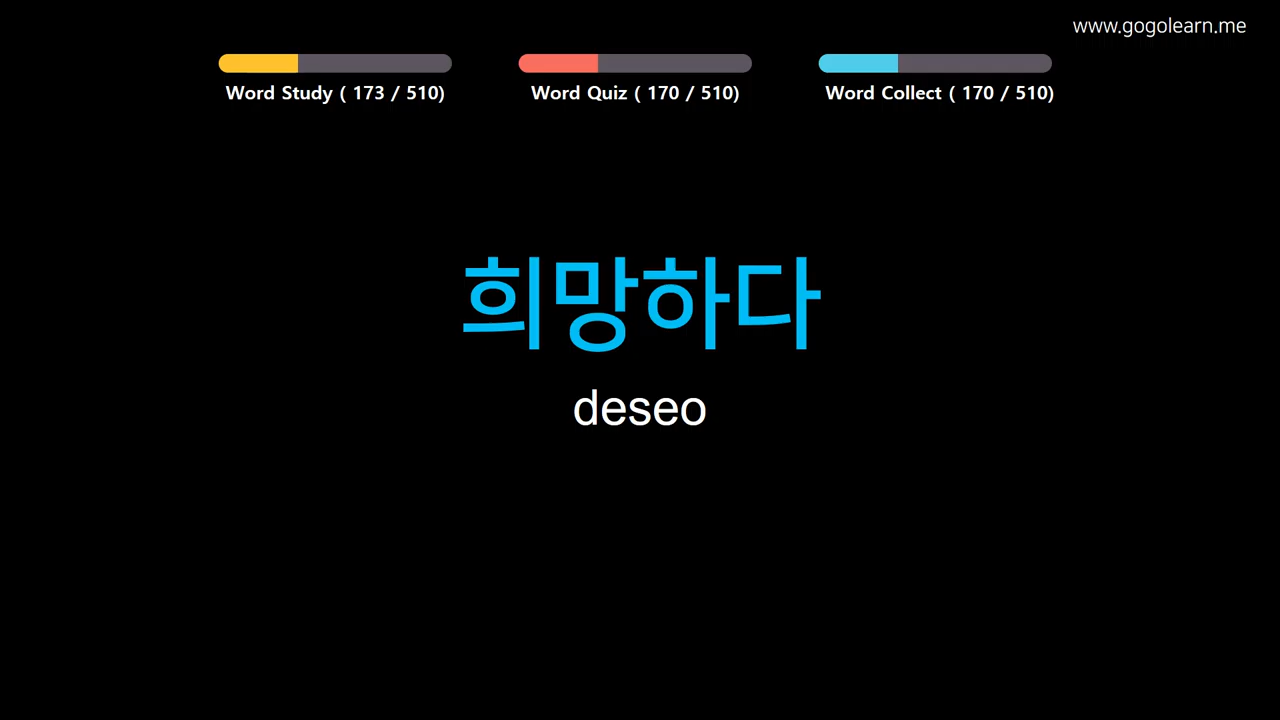 www.gogolearn.me
Word Study ( 173 / 510)
Word Quiz ( 170 / 510)
Word Collect ( 170 / 510)
희망하다
deseo